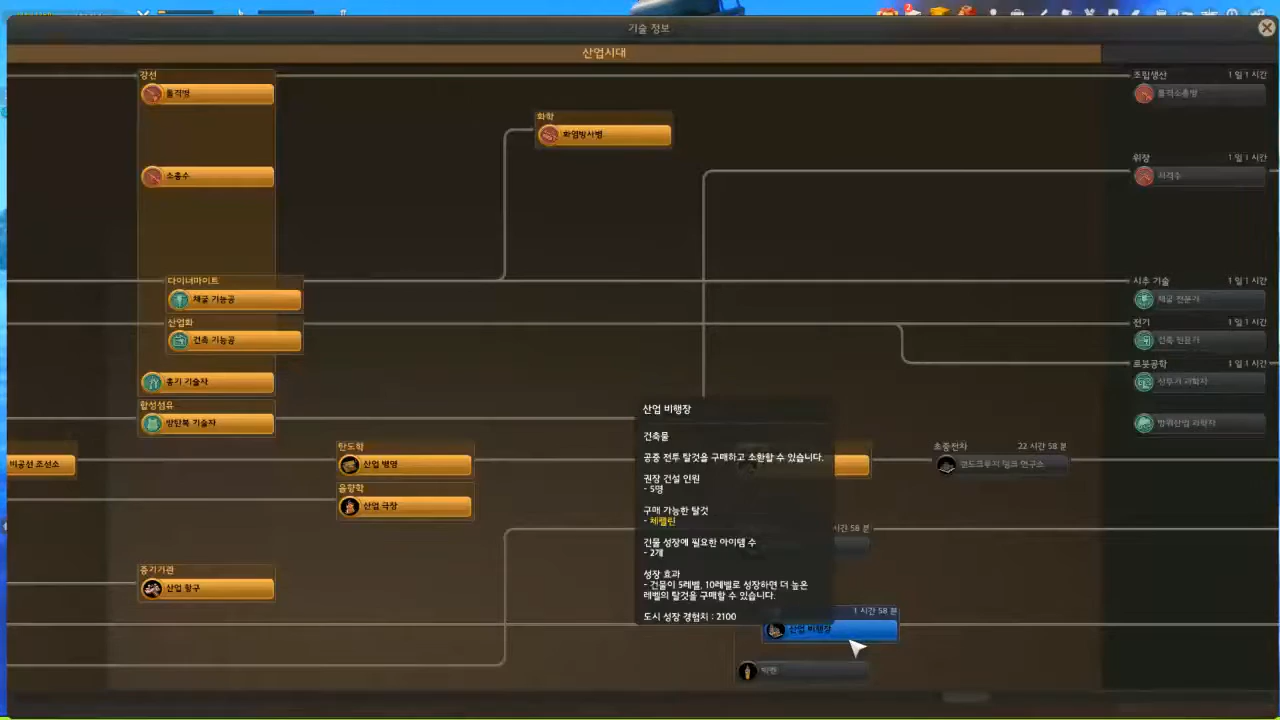 2
기술 정보
산업시대
강선
돌격병
소총수
화학
화염방사병
조립생산
1 일 1 시간
돌격소총병
위장
1 일 1 시간
저격수
다이너마이트
채굴 기능공
시추 기술
1 일 1 시간
채굴 전문가
산업화
건축 기능공
전기
1 일 1 시간
건축 전문가
총기 기술자
로봇공학
1 일 1 시간
합성섬유
방탄복 기술자
방위산업 과학자
비공선 조선소
탄도학
산업 병영
음향학
산업 극장
초중전차
22 시간 58 분
증기기관
산업 항구
산업 비행장
건축물
공중 전투 탈것을 구매하고 소환할 수 있습니다.
권장 건설 인원
- 5명
구매 가능한 탈것
- 체펠린
건물 성장에 필요한 아이템 수
- 2개
성장 효과
- 건물이 5레벨, 10레벨로 성장하면 더 높은
레벨의 탈것을 구매할 수 있습니다.
도시 성장 경험치 : 2100
시간 58 분
1 시간 58 분
산업 비행장
빅벤